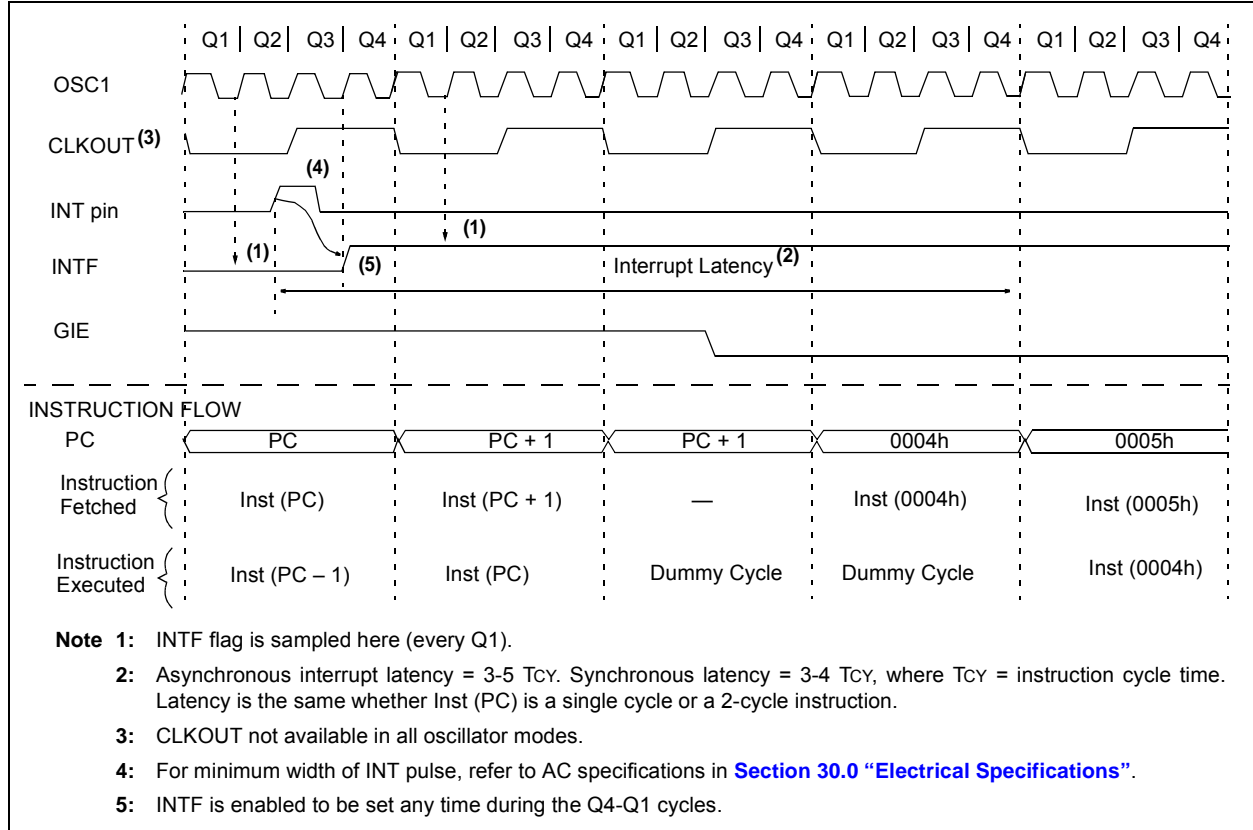 Q1 Q2 Q3 Q4 Q1 Q2 Q3 Q4 Q1 Q2 Q3 Q4 Q1 Q2 Q3 Q4 Q1 Q2 Q3 Q4
OSC1
CLKOUT (3)
(4)
INT pin
(1)
(1)
INTF
(5)
Interrupt Latency (2)
GIE
INSTRUCTION FLOW
PC
PC
PC + 1
PC + 1
0004h
0005h
Instruction
Fetched
Inst (PC)
Inst (PC + 1)
—
Inst (0004h)
Inst (0005h)
Instruction
Executed
Inst (PC – 1)
Inst (PC)
Dummy Cycle
Dummy Cycle
Inst (0004h)
Note 1: INTF flag is sampled here (every Q1).
2: Asynchronous interrupt latency = 3-5 TCY. Synchronous latency = 3-4 TCY, where TCY = instruction cycle time.
Latency is the same whether Inst (PC) is a single cycle or a 2-cycle instruction.
3: CLKOUT not available in all oscillator modes.
4: For minimum width of INT pulse, refer to AC specifications in Section 30.0 “Electrical Specifications”.
5: INTF is enabled to be set any time during the Q4-Q1 cycles.